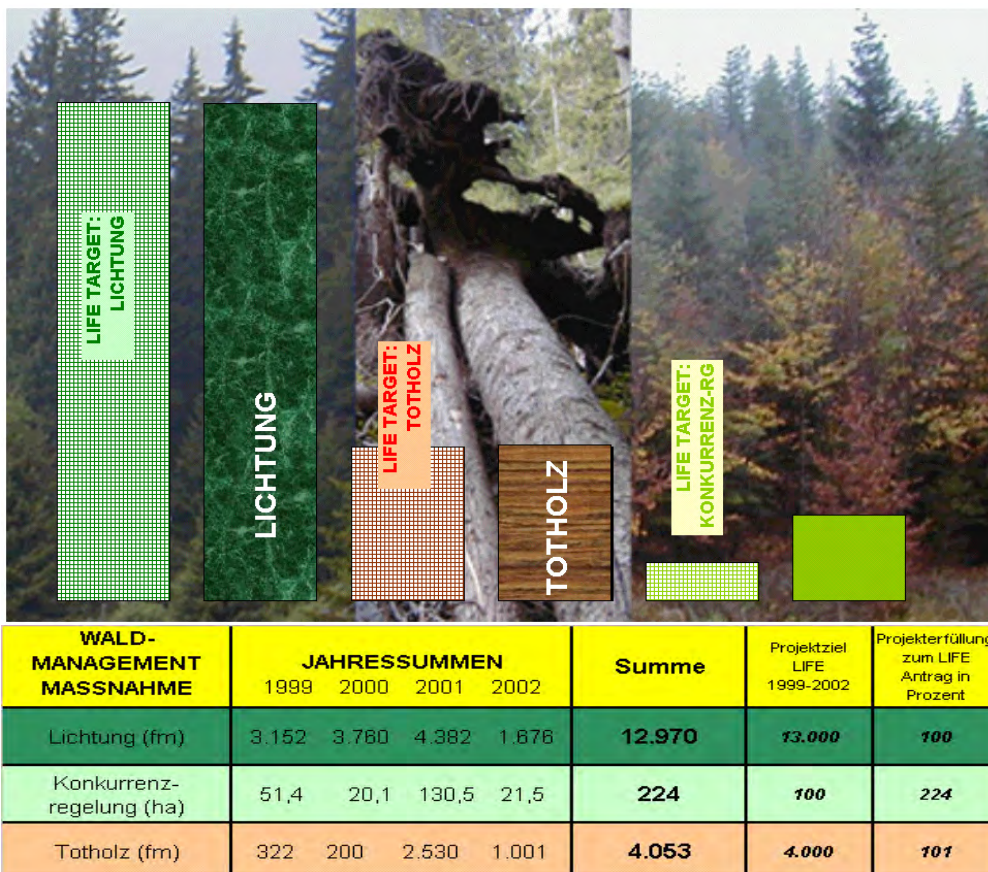 LIFE TARGET:
LICHTUNG
LICHTUNG
LIFE TARGET:
TOTHOLZ
TOTHOLZ
LIFE TARGET:
KONKURRENZ-RG
WALD-
MANAGEMENT
MASSNAHME
JAHRESSUMMEN
1999 2000 2001 2002
Summe
Projektziel
LIFE
1999-2002
Projekterfüllung
zum LIFE
Antrag in
Prozent
Lichtung (fm) 3.152 3.760 4.382 1.676 12.970 13.000 100
Konkurrenz-
regelung (ha) 51,4 20,1 130,5 21,5 224 100 224
Totholz (fm) 322 200 2.530 1.001 4.053 4.000 101